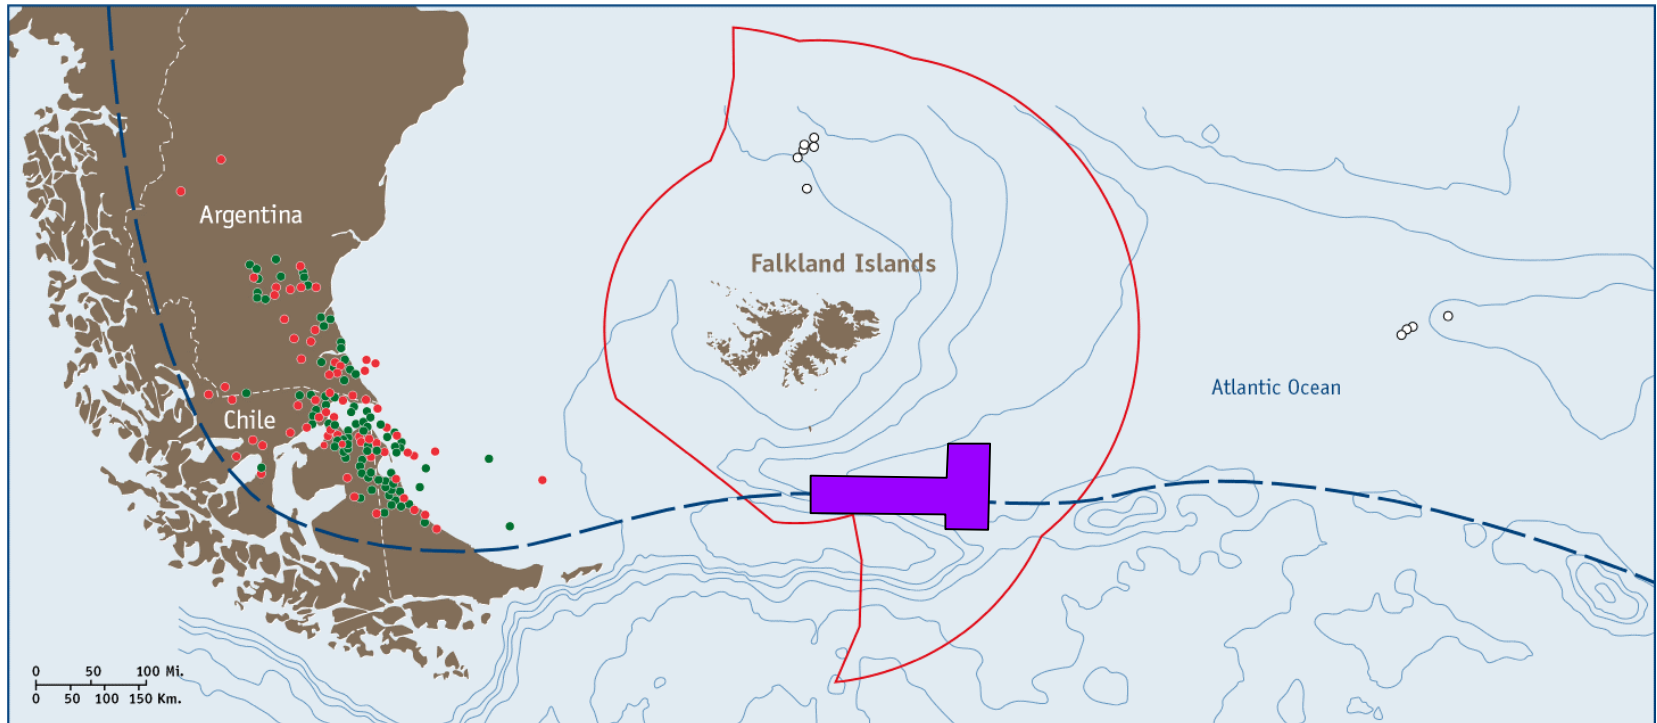 Argentina
Falkland Islands
Atlantic Ocean
Chile
0 50 100 Mi.
0 50 100 150 Km.